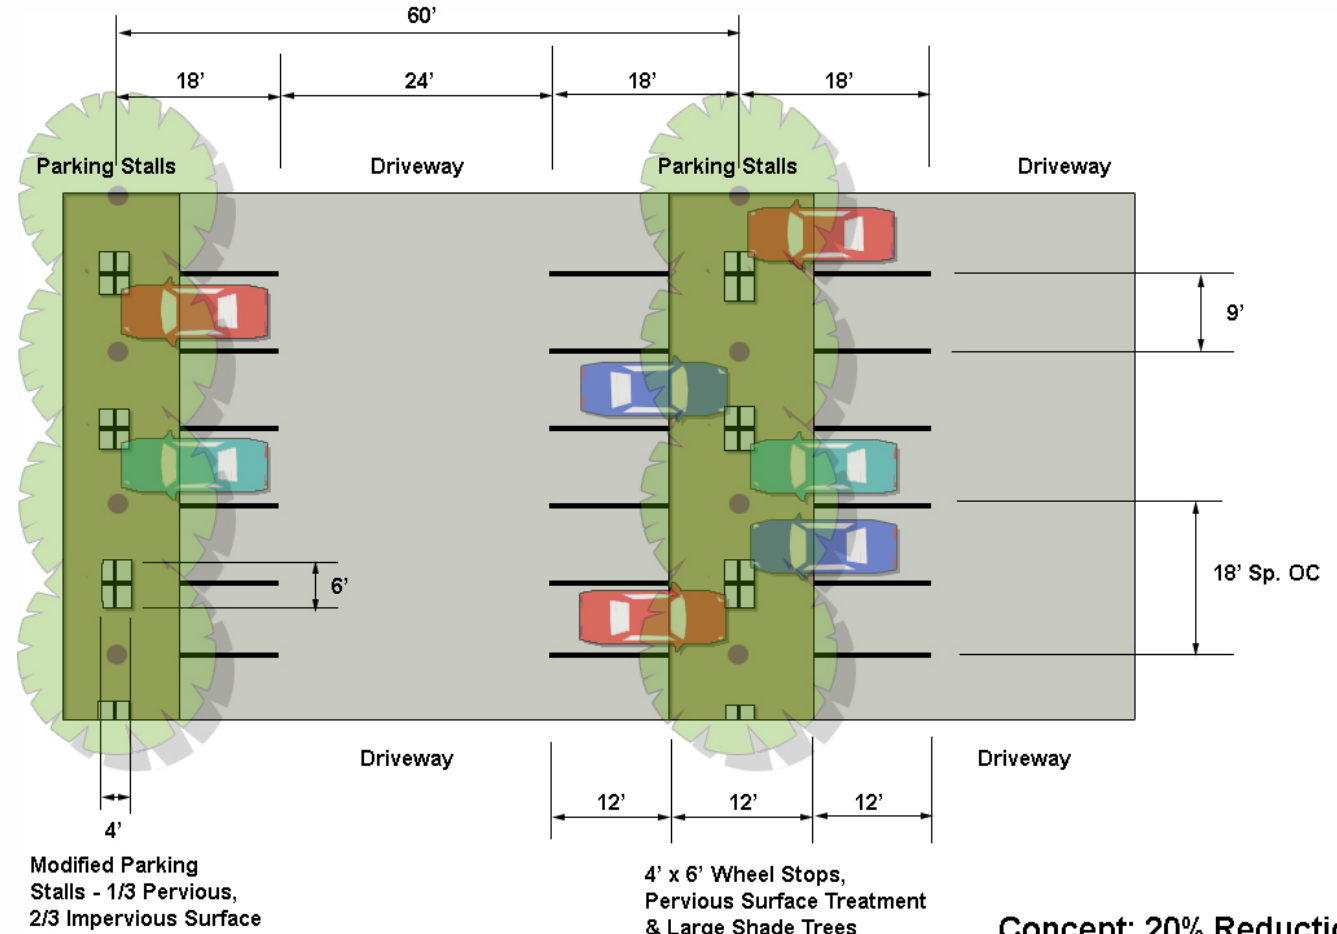 60’
18’
24’
18’
18’
Parking Stalls
Driveway
Parking Stalls
Driveway
9’
6’
18’ Sp. OC
Driveway
Driveway
12’
12’
12’
4’
Modified Parking
Stalls - 1/3 Pervious,
2/3 Impervious Surface
4’ x 6’ Wheel Stops,
Pervious Surface Treatment
& Large Shade Trees
Concept: 20% Reducti